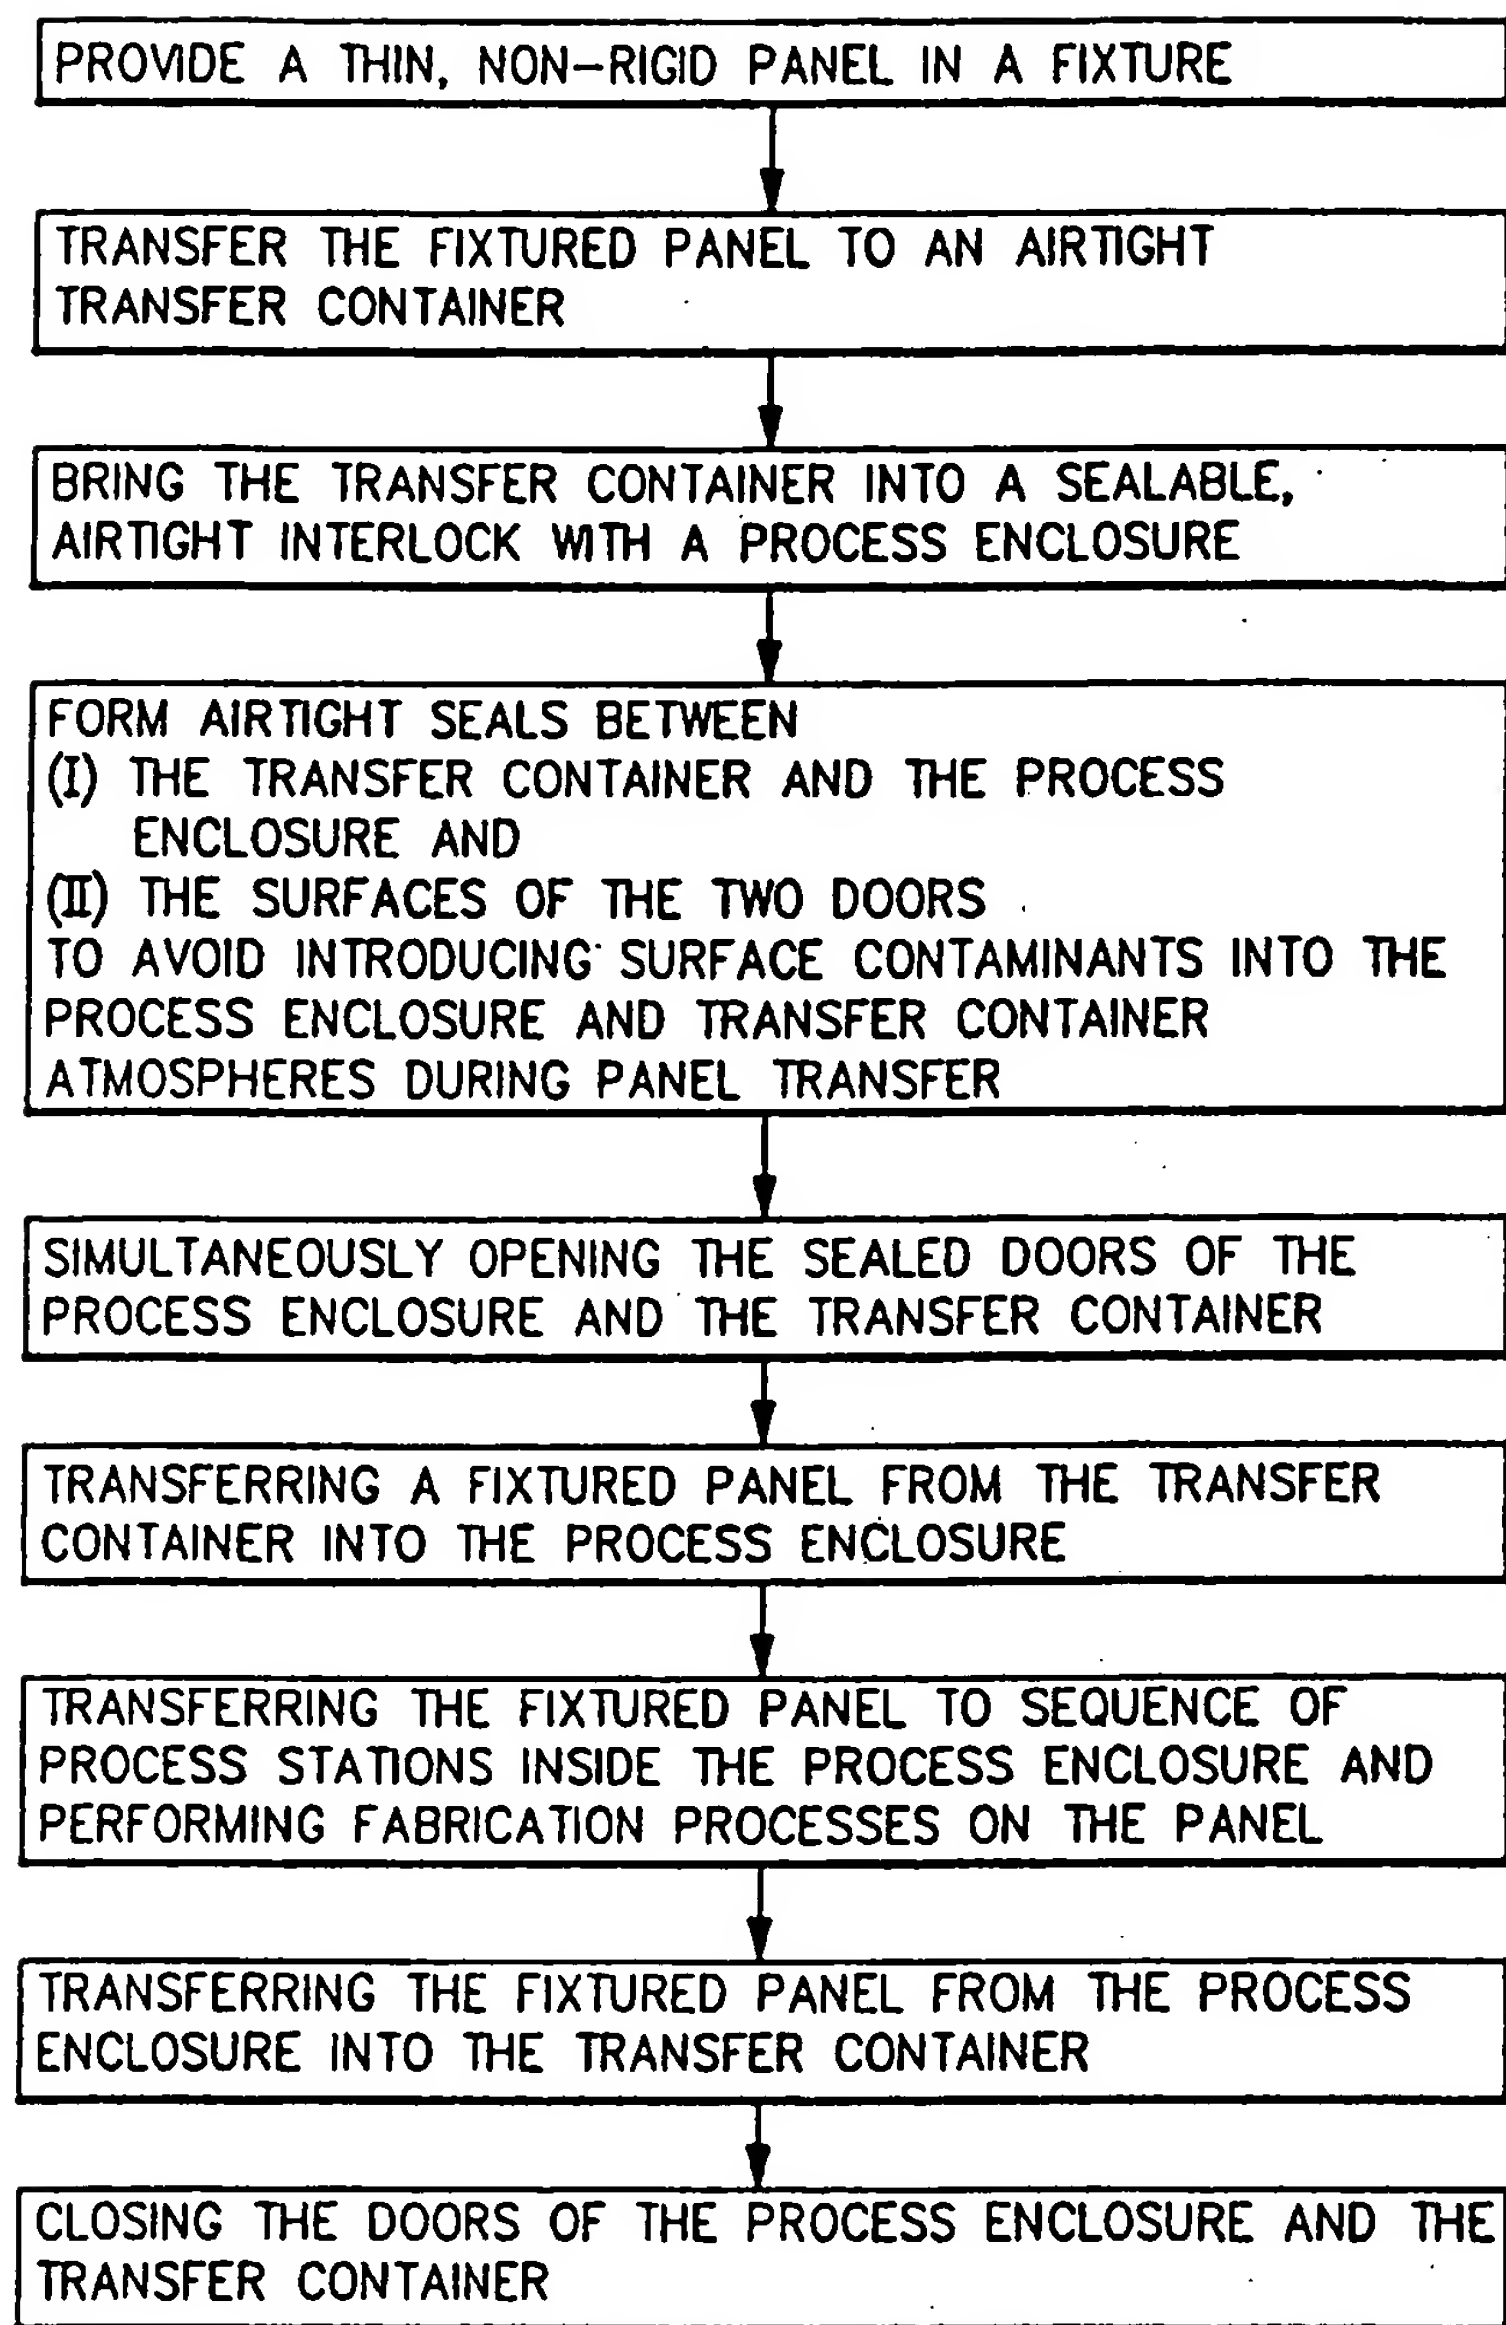 PROVIDE A THIN, NON-RIGID PANEL IN A FIXTURE
TRANSFER THE FIXTURED PANEL TO AN AIRTIGHT
TRANSFER CONTAINER
BRING THE TRANSFER CONTAINER INTO A SEALABLE,
AIRTIGHT INTERLOCK WITH A PROCESS ENCLOSURE
FORM AIRTIGHT SEALS BETWEEN
(I) THE TRANSFER CONTAINER AND THE PROCESS
ENCLOSURE AND
(II) THE SURFACES OF THE TWO DOORS
TO AVOID INTRODUCING SURFACE CONTAMINANTS INTO THE
PROCESS ENCLOSURE AND TRANSFER CONTAINER
ATMOSPHERES DURING PANEL TRANSFER
SIMULTANEOUSLY OPENING THE SEALED DOORS OF THE
PROCESS ENCLOSURE AND THE TRANSFER CONTAINER
TRANSFERRING A FIXTURED PANEL FROM THE TRANSFER
CONTAINER INTO THE PROCESS ENCLOSURE
TRANSFERRING THE FIXTURED PANEL TO SEQUENCE OF
PROCESS STATIONS INSIDE THE PROCESS ENCLOSURE AND
PERFORMING FABRICATION PROCESSES ON THE PANEL
TRANSFERRING THE FIXTURED PANEL FROM THE PROCESS
ENCLOSURE INTO THE TRANSFER CONTAINER
CLOSING THE DOORS OF THE PROCESS ENCLOSURE AND THE
TRANSFER CONTAINER